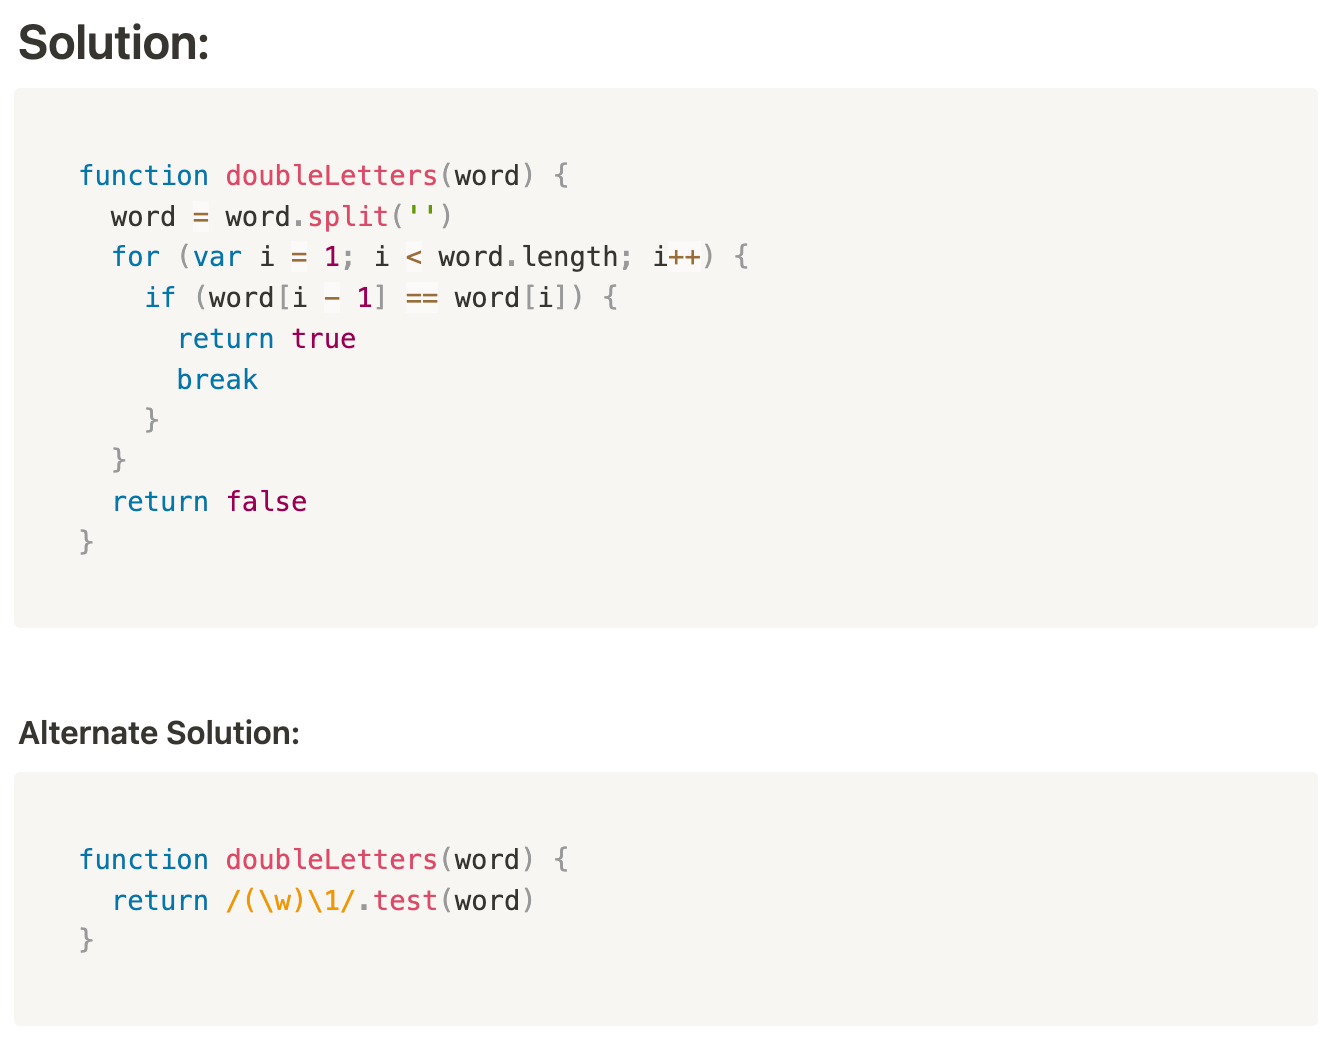 Solution:
function doubleLetters(word) {
  word = word.split('')
  for (var i = 1; i < word.length; i++) {
    if (word[i - 1] == word[i]) {
      return true
      break
    }
  }
  return false
}
Alternate Solution:
function doubleLetters(word) {
  return /(\w)\1/.test(word)
}